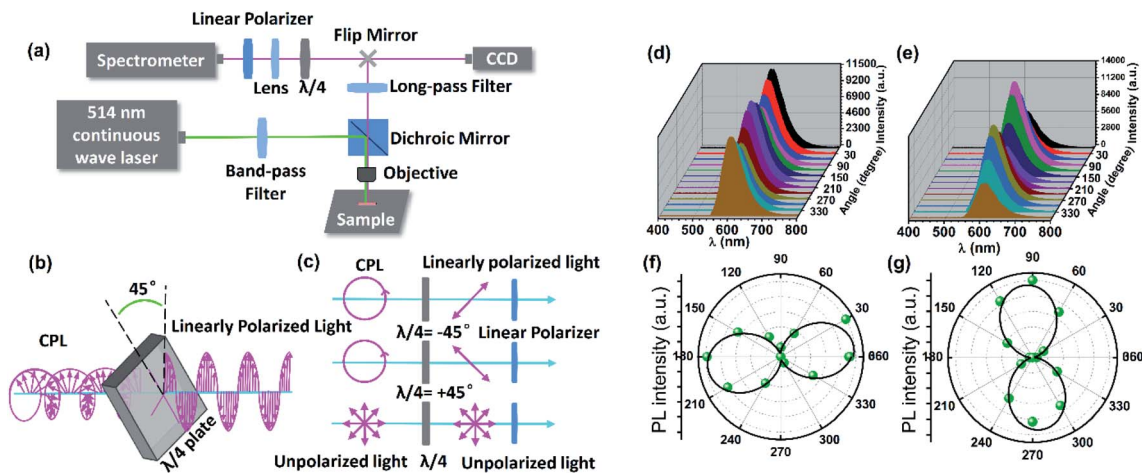 (a)
Linear Polarizer
Flip Mirror
Spectrometer
CCD
Lens
λ/4
Long-pass Filter
514 nm
continuous
wave laser
Dichroic Mirror
Band-pass
Filter
Objective
Sample
(b)
45°
CPL
Linearly Polarized Light
λ/4 plate
(c)
CPL
Linearly polarized light
λ/4= -45°
Linear Polarizer
λ/4= +45°
Unpolarized light
λ/4
Unpolarized light
(d)
11500
9200
6900
4600
2300
0
Intensity (a.u.)
30
90
150
210
270
330
Angle (degree)
400 500 600 700 800
λ (nm)
(e)
14000
11200
8400
5600
2800
0
Intensity (a.u.)
30
90
150
210
270
330
Angle (degree)
400 500 600 700 800
λ (nm)
(f)
PL intensity (a.u.)
90
120
60
150
30
180
060
210
330
240
300
270
(g)
PL intensity (a.u.)
90
120
60
150
30
180
060
210
330
240
300
270